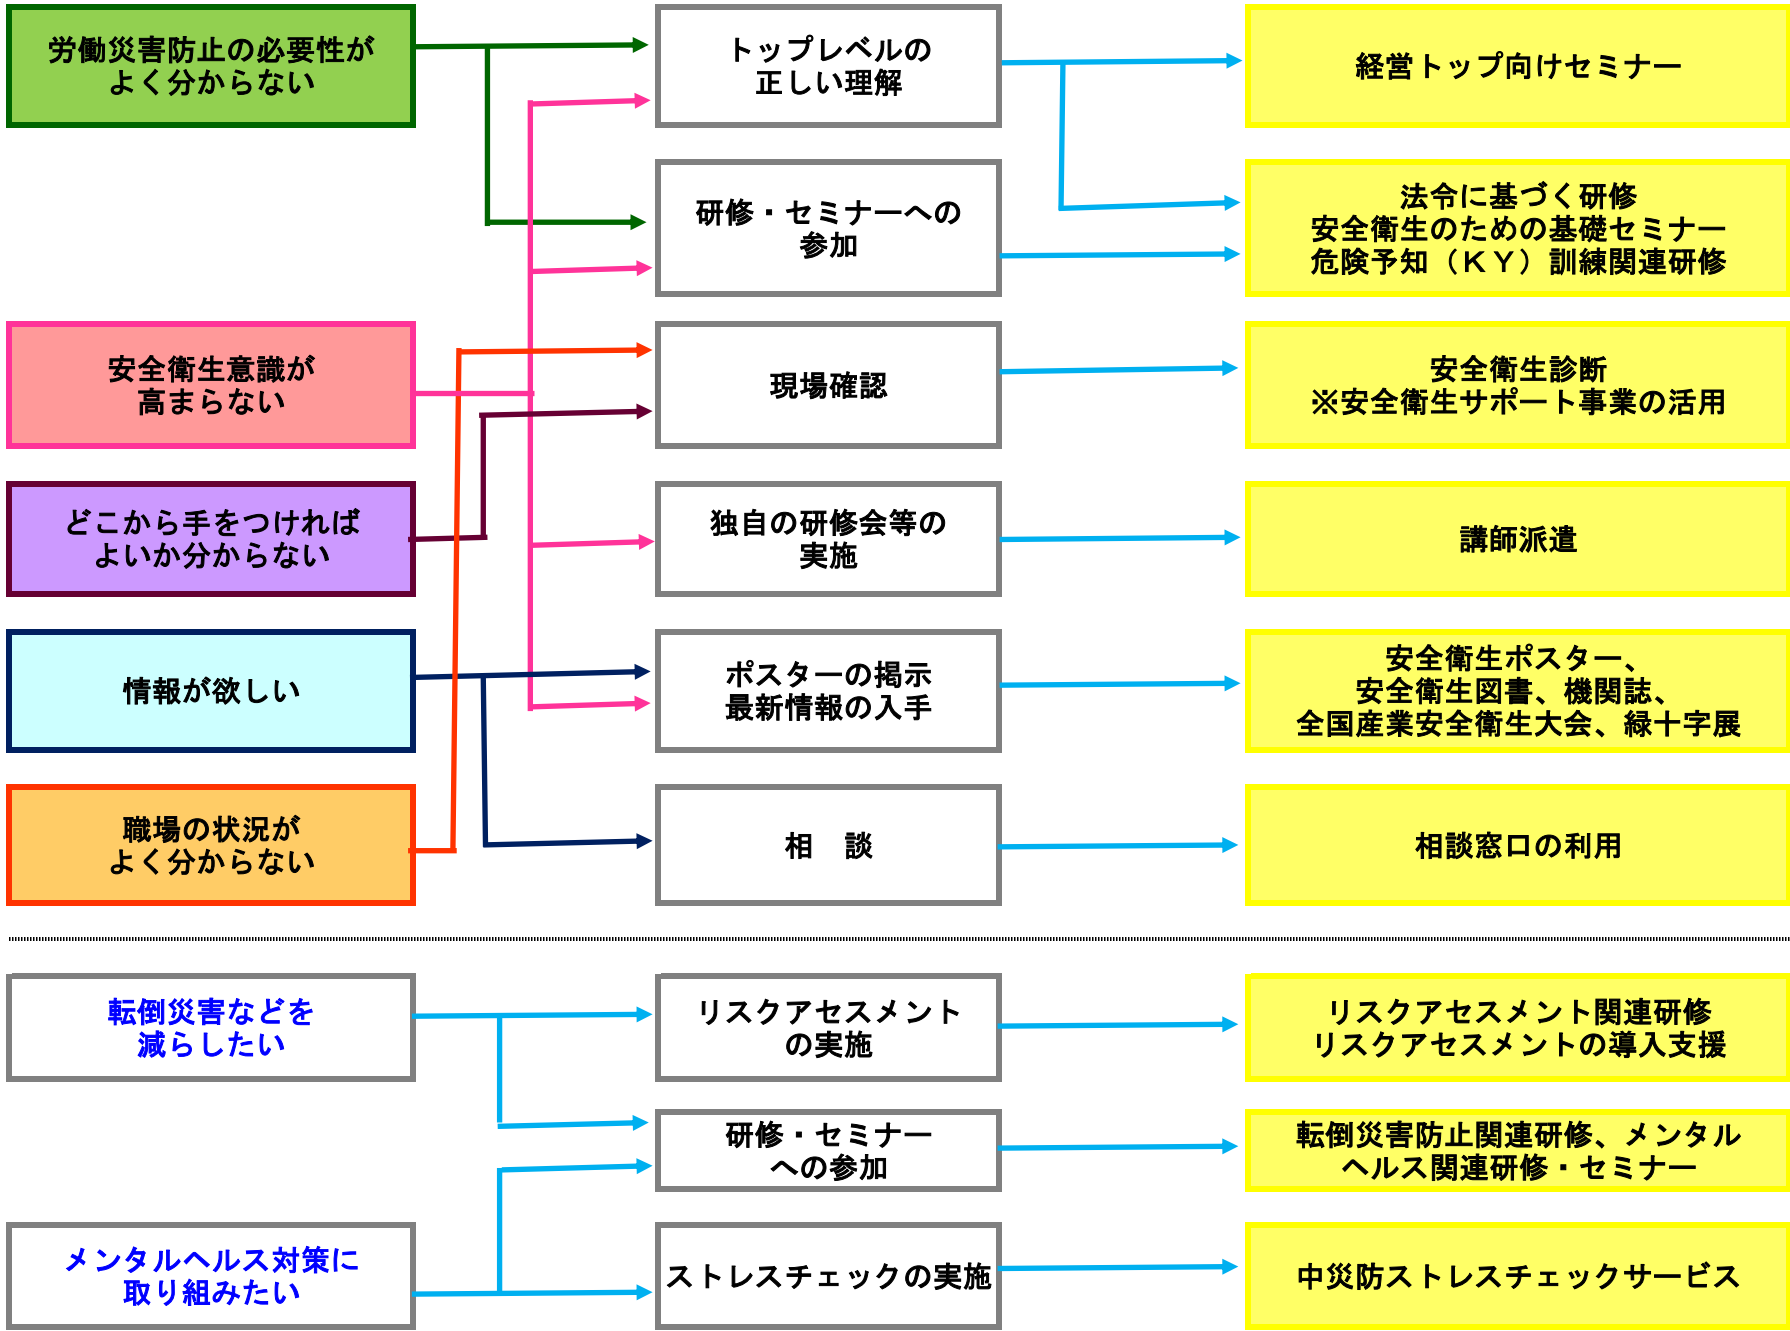 労働災害防止の必要性が
よく分からない
トップレベルの
正しい理解
経営トップ向けセミナー
研修・セミナーへの
参加
法令に基づく研修
安全衛生のための基礎セミナー
危険予知（ＫＹ）訓練関連研修
安全衛生意識が
高まらない
現場確認
安全衛生診断
※安全衛生サポート事業の活用
どこから手をつければ
よいか分からない
独自の研修会等の
実施
講師派遣
情報が欲しい
ポスターの掲示
最新情報の入手
安全衛生ポスター、
安全衛生図書、機関誌、
全国産業安全衛生大会、緑十字展
職場の状況が
よく分からない
相　談
相談窓口の利用
転倒災害などを
減らしたい
リスクアセスメント
の実施
リスクアセスメント関連研修
リスクアセスメントの導入支援
研修・セミナー
への参加
転倒災害防止関連研修、メンタル
ヘルス関連研修・セミナー
メンタルヘルス対策に
取り組みたい
ストレスチェックの実施
中災防ストレスチェックサービス